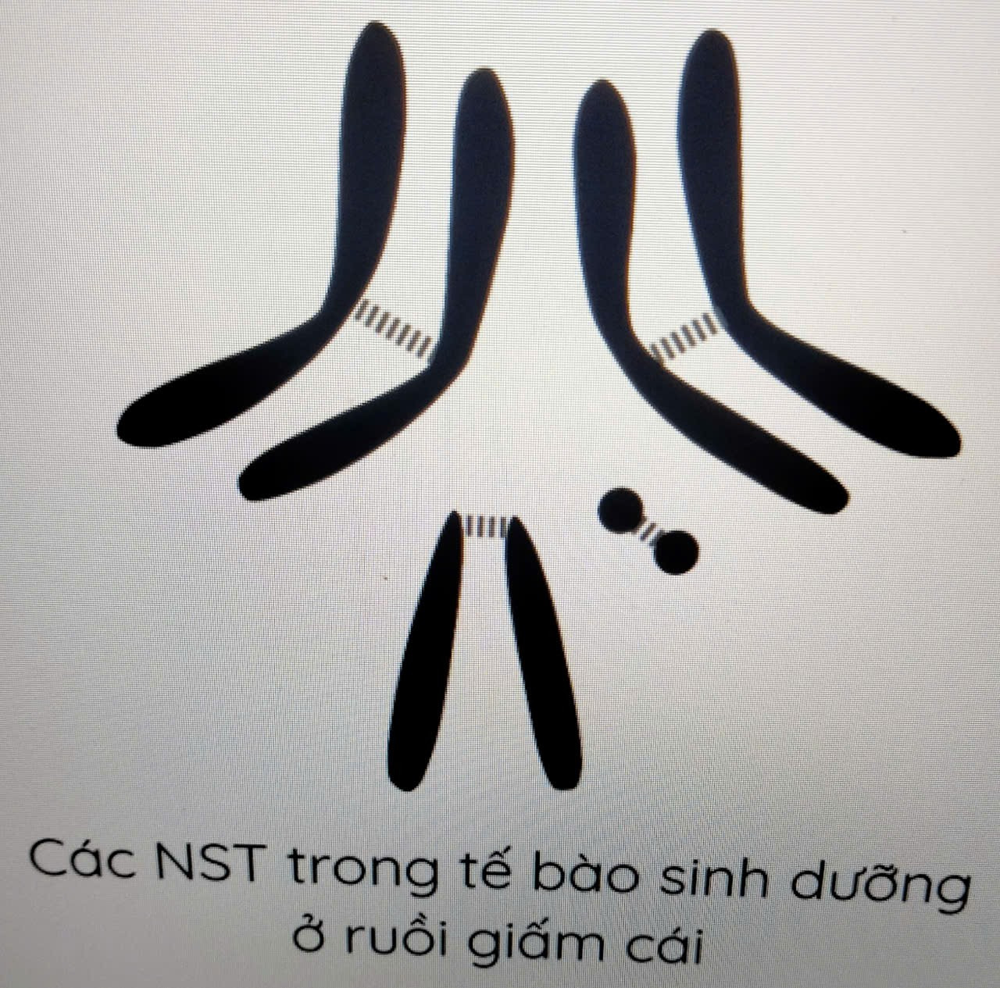 Các NST trong tế bào sinh dưỡng
ở ruồi giấm cái